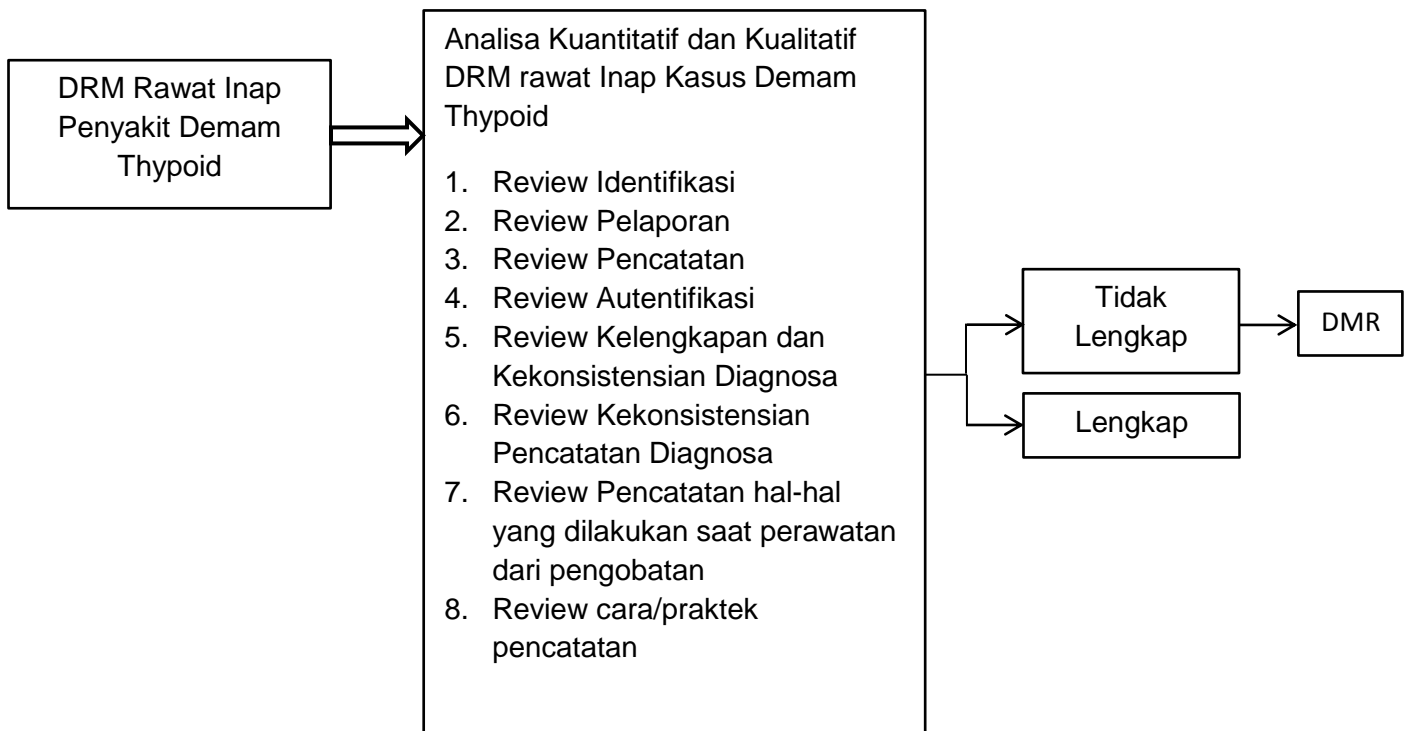 DRM Rawat Inap
Penyakit Demam
Thypoid
Analisa Kuantitatif dan Kualitatif
DRM rawat Inap Kasus Demam
Thypoid
1. Review Identifikasi
2. Review Pelaporan
3. Review Pencatatan
4. Review Autentifikasi
5. Review Kelengkapan dan
Kekonsistensian Diagnosa
6. Review Kekonsistensian
Pencatatan Diagnosa
7. Review Pencatatan hal-hal
yang dilakukan saat perawatan
dari pengobatan
8. Review cara/praktek
pencatatan
Tidak
Lengkap
DMR
Lengkap